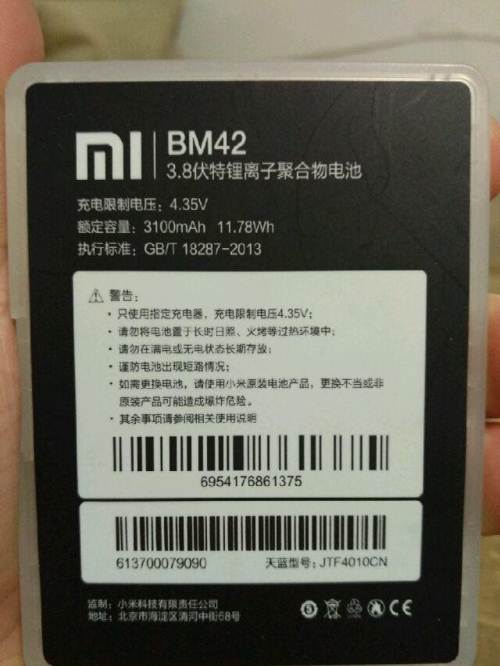 mi
BM42
3.8伏特锂离子聚合物电池
充电限制电压: 4.35V
额定容量: 3100mAh 11.78Wh
执行标准: GB/T 18287-2013
警告:
· 只使用指定充电器, 充电限制电压4.35V;
· 请勿将电池置于长时日照、火烤等过热环境中;
· 请勿在满电或无电状态长期存放;
· 谨防电池出现短路情况;
· 如需更换电池, 请使用小米原装电池产品, 更换不当或非
原装产品可能造成爆炸危险。
· 其余事项请参阅相关使用说明
6954176861375
613700079090
天蓝型号: JTF4010CN
监制: 小米科技有限责任公司
地址: 北京市海淀区清河中街68号
CE